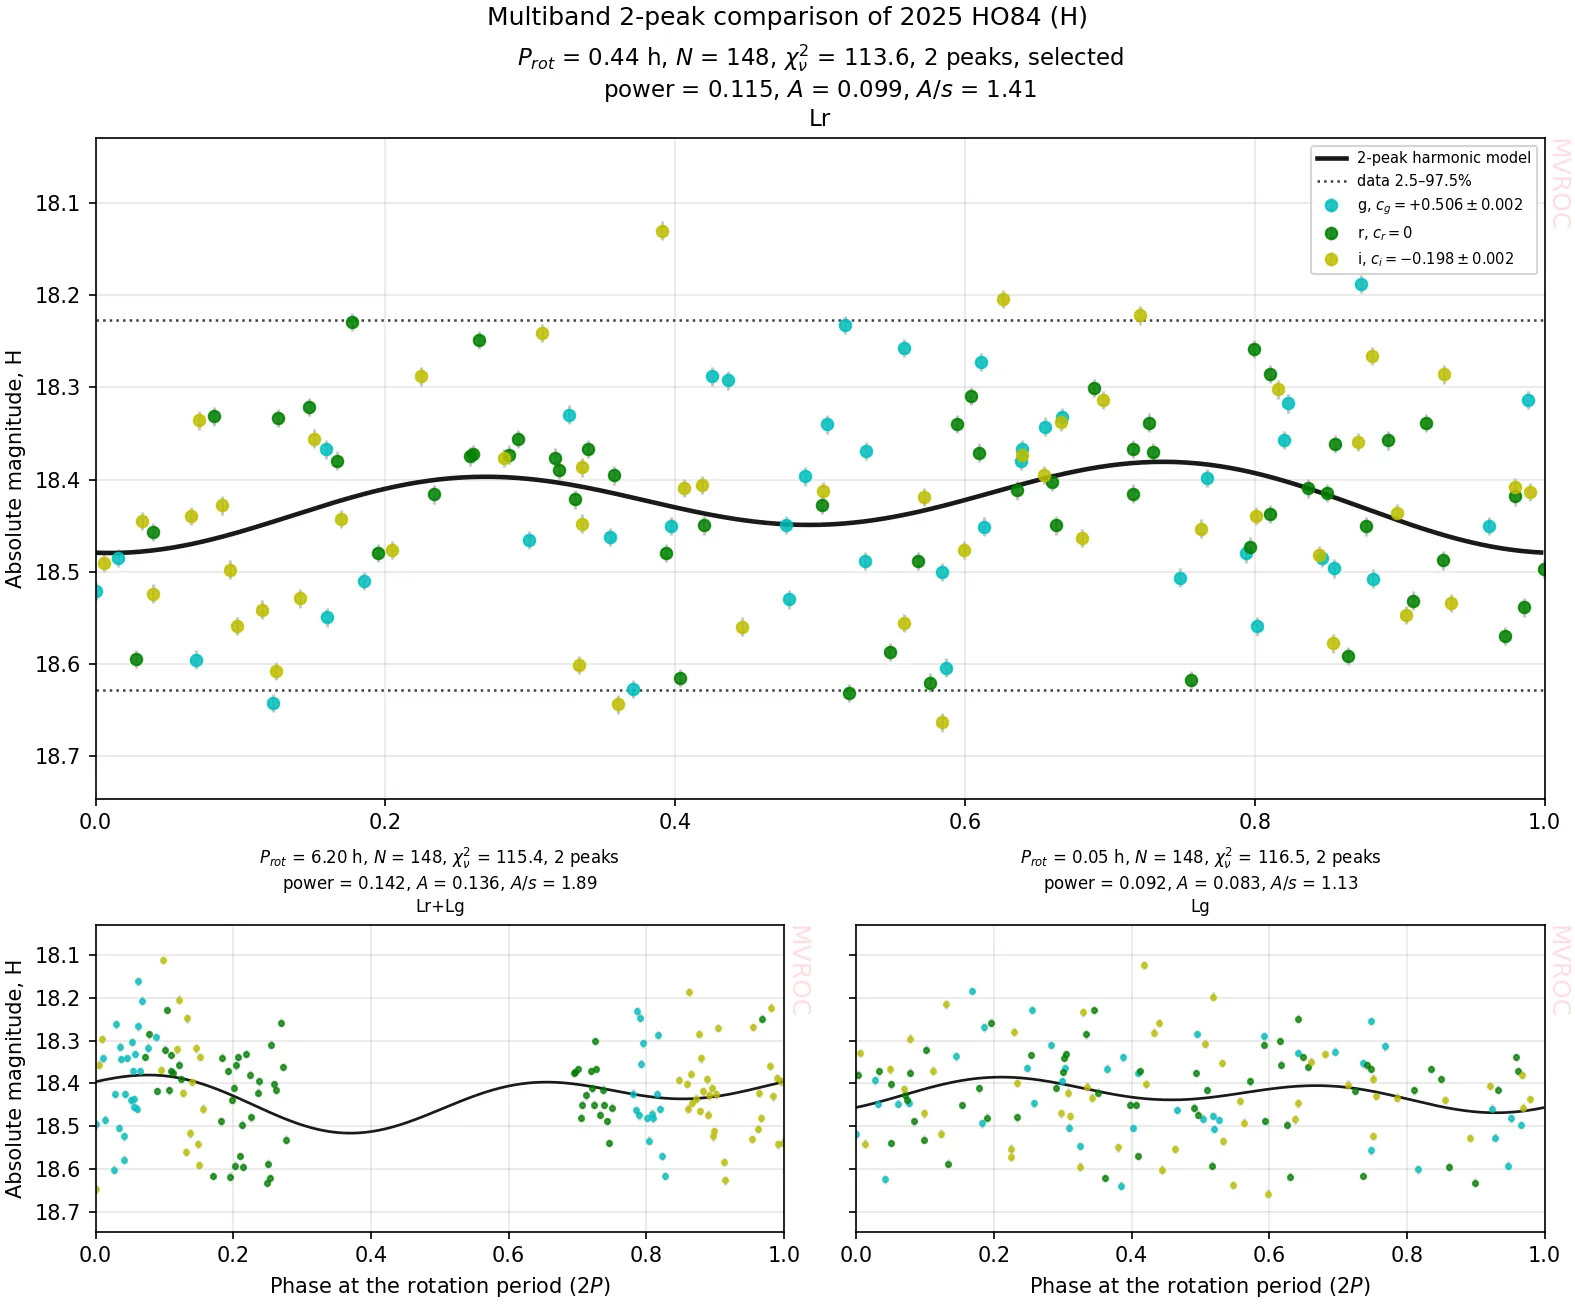 Multiband 2-peak comparison of 2025 HO84 (H)
P_rot = 0.44 h, N = 148, χ²_ν = 113.6, 2 peaks, selected
power = 0.115, A = 0.099, A/s = 1.41
Lr
MVROC
2-peak harmonic model
data 2.5–97.5%
g, c_g = +0.506 ± 0.002
r, c_r = 0
i, c_i = −0.198 ± 0.002
Absolute magnitude, H
18.1
18.2
18.3
18.4
18.5
18.6
18.7
0.0 0.2 0.4 0.6 0.8 1.0
P_rot = 6.20 h, N = 148, χ²_ν = 115.4, 2 peaks
power = 0.142, A = 0.136, A/s = 1.89
Lr+Lg
MVROC
Absolute magnitude, H
18.1
18.2
18.3
18.4
18.5
18.6
18.7
0.0 0.2 0.4 0.6 0.8 1.0
Phase at the rotation period (2P)
P_rot = 0.05 h, N = 148, χ²_ν = 116.5, 2 peaks
power = 0.092, A = 0.083, A/s = 1.13
Lg
MVROC
0.0 0.2 0.4 0.6 0.8 1.0
Phase at the rotation period (2P)